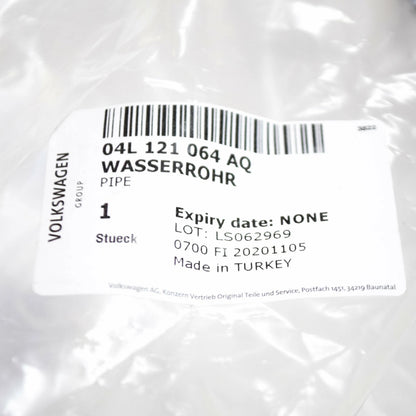 04L 121 064 AQ
WASSERROHR
PIPE
1
Stueck
Expiry date: NONE
LOT: LS062969
0700 FI 20201105
Made in TURKEY
VOLKSWAGEN
GROUP
Volkswagen AG, Konzern Vertrieb Original Teile und Service, Postfach 1451, 34219 Baunatal